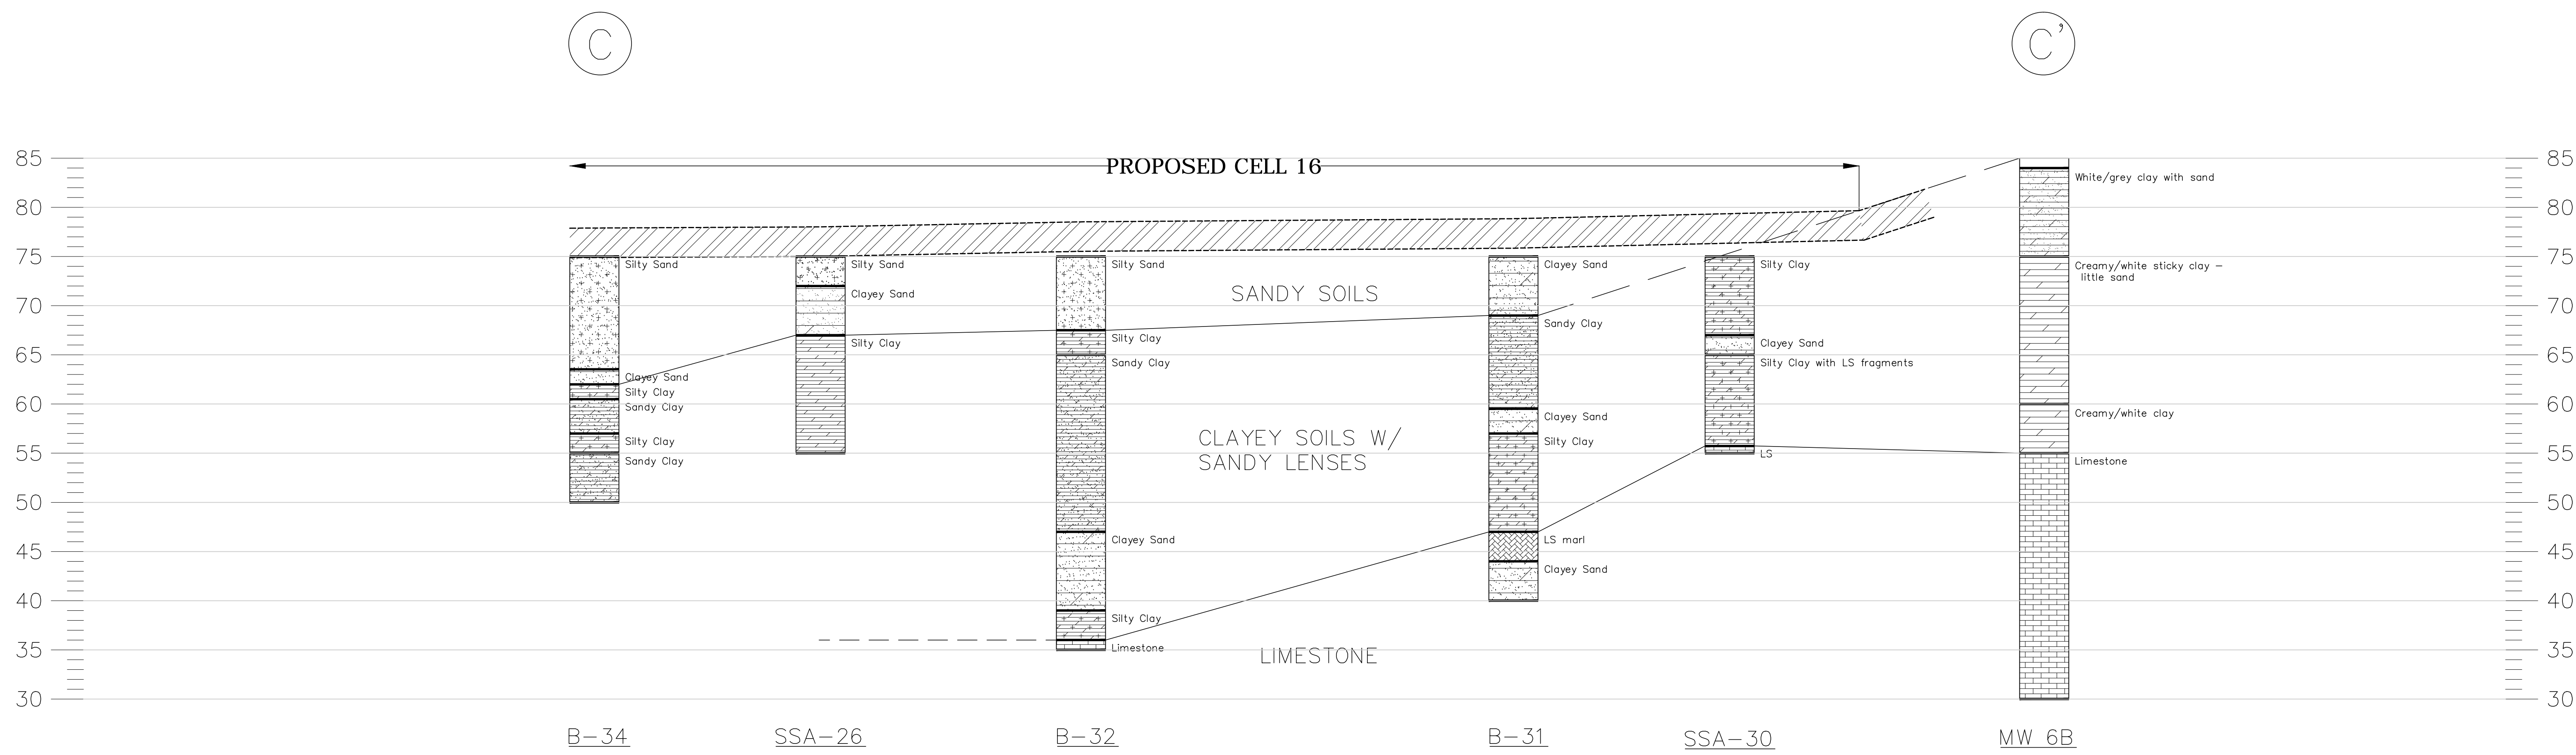 C
C'
85
80
75
70
65
60
55
50
45
40
35
30
PROPOSED CELL 16
SANDY SOILS
CLAYEY SOILS W/
SANDY LENSES
LIMESTONE
Silty Sand
Clayey Sand
Silty Clay
Sandy Clay
Silty Clay
Sandy Clay
Silty Sand
Clayey Sand
Silty Clay
Silty Sand
Silty Clay
Sandy Clay
Clayey Sand
Silty Clay
Limestone
Clayey Sand
Sandy Clay
Clayey Sand
Silty Clay
LS marl
Clayey Sand
Silty Clay
Clayey Sand
Silty Clay with LS fragments
LS
White/grey clay with sand
Creamy/white sticky clay –
little sand
Creamy/white clay
Limestone
85
80
75
70
65
60
55
50
45
40
35
30
B-34
SSA-26
B-32
B-31
SSA-30
MW 6B